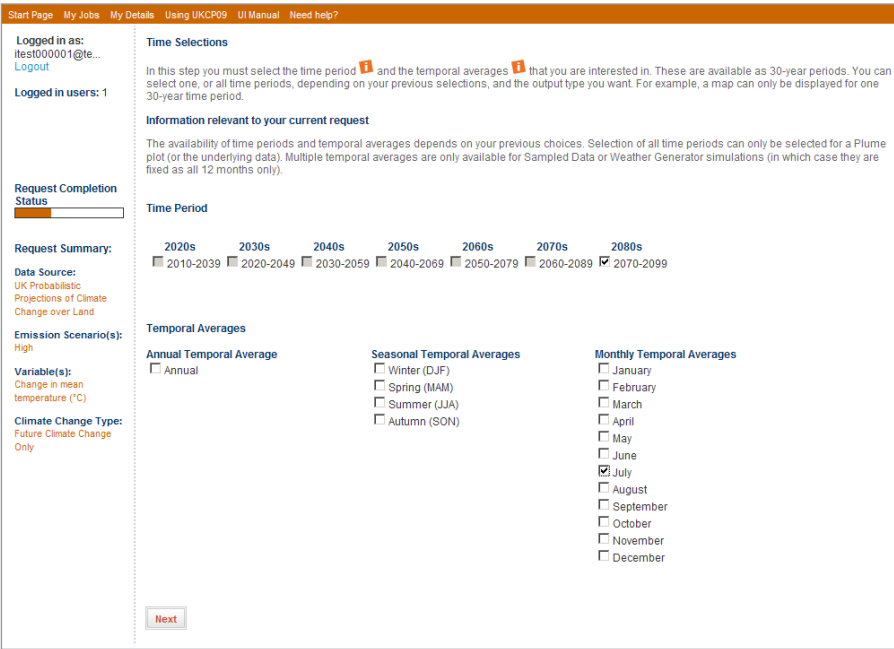 Start Page My Jobs My Details Using UKCP09 UI Manual Need help?
Logged in as:
itest000001@te...
Logout
Logged in users: 1
Request Completion
Status
Request Summary:
Data Source:
UK Probabilistic
Projections of Climate
Change over Land
Emission Scenario(s):
High
Variable(s):
Change in mean
temperature (°C)
Climate Change Type:
Future Climate Change
Only
Time Selections
In this step you must select the time period i and the temporal averages i that you are interested in. These are available as 30-year periods. You can
select one, or all time periods, depending on your previous selections, and the output type you want. For example, a map can only be displayed for one
30-year time period.
Information relevant to your current request
The availability of time periods and temporal averages depends on your previous choices. Selection of all time periods can only be selected for a Plume
plot (or the underlying data). Multiple temporal averages are only available for Sampled Data or Weather Generator simulations (in which case they are
fixed as all 12 months only).
Time Period
2020s 2030s 2040s 2050s 2060s 2070s 2080s
2010-2039 2020-2049 2030-2059 2040-2069 2050-2079 2060-2089 2070-2099
Temporal Averages
Annual Temporal Average
Annual
Seasonal Temporal Averages
Winter (DJF)
Spring (MAM)
Summer (JJA)
Autumn (SON)
Monthly Temporal Averages
January
February
March
April
May
June
July
August
September
October
November
December
Next